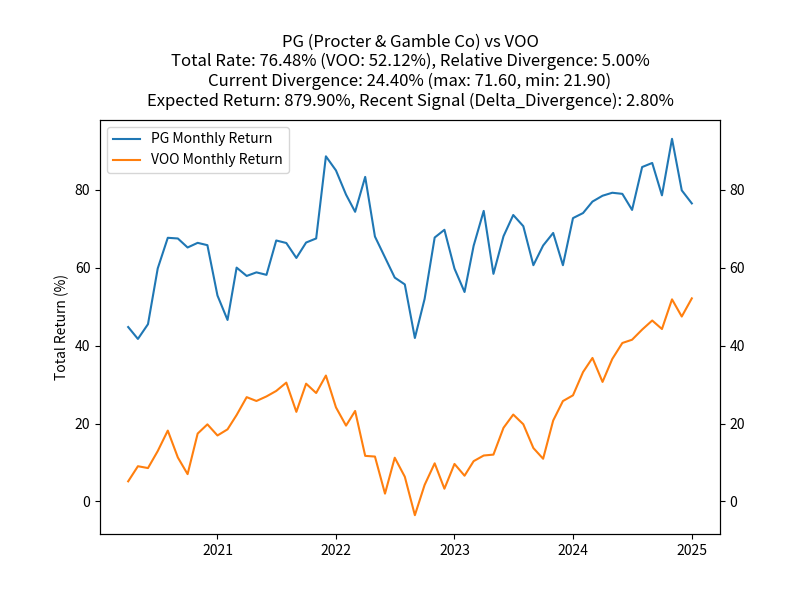 PG (Procter & Gamble Co) vs VOO
Total Rate: 76.48% (VOO: 52.12%), Relative Divergence: 5.00%
Current Divergence: 24.40% (max: 71.60, min: 21.90)
Expected Return: 879.90%, Recent Signal (Delta_Divergence): 2.80%
PG Monthly Return
VOO Monthly Return
Total Return (%)
80
60
40
20
0
80
60
40
20
0
2021
2022
2023
2024
2025